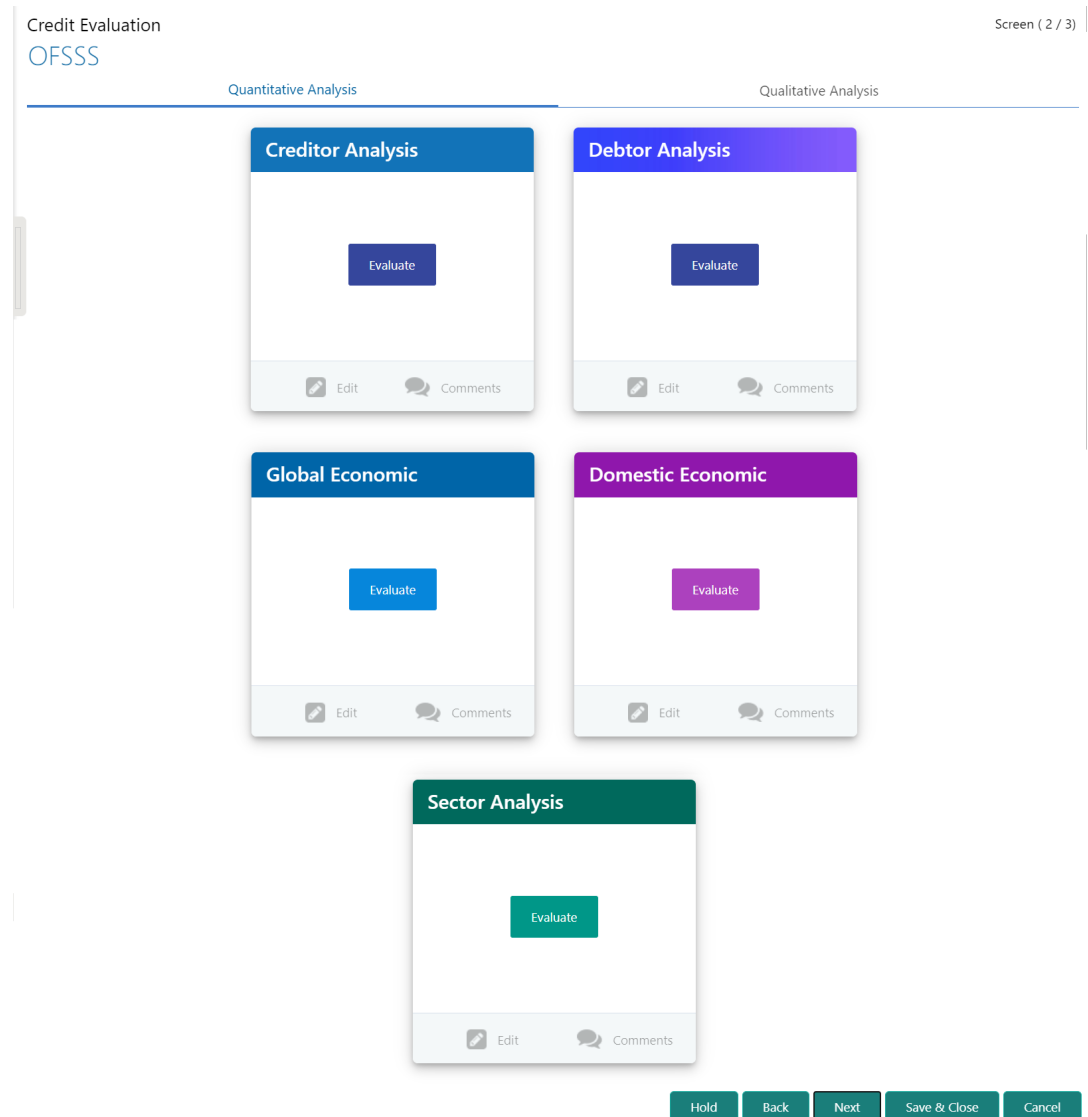 Credit Evaluation
Screen ( 2 / 3)
OFSSS
Quantitative Analysis
Qualitative Analysis
Creditor Analysis
Debtor Analysis
Evaluate
Evaluate
Edit
Comments
Edit
Comments
Global Economic
Domestic Economic
Evaluate
Evaluate
Edit
Comments
Edit
Comments
Sector Analysis
Evaluate
Edit
Comments
Hold
Back
Next
Save & Close
Cancel